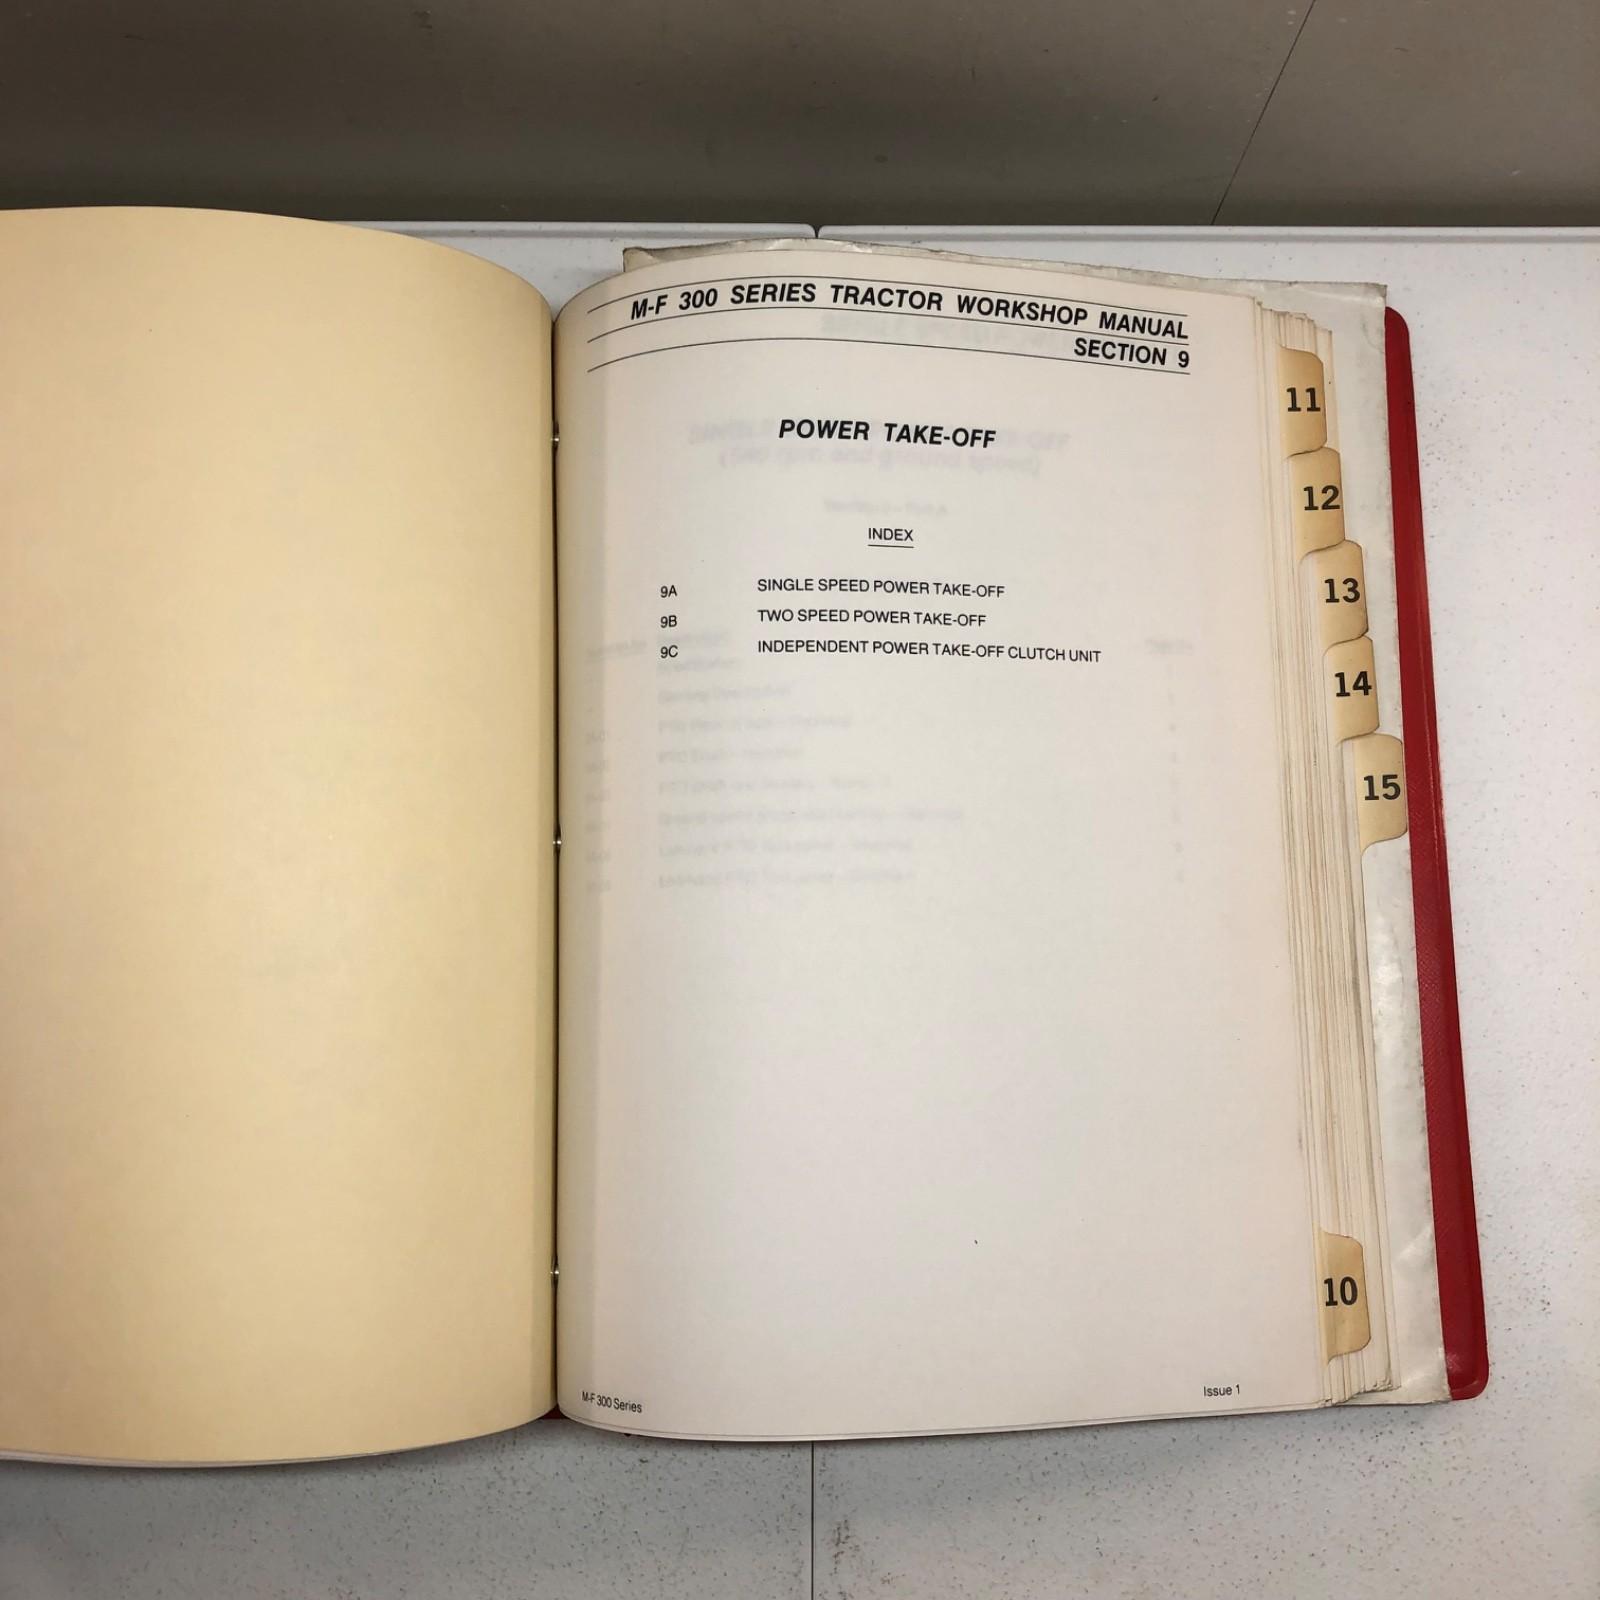 M-F 300 SERIES TRACTOR WORKSHOP MANUAL
SECTION 9
POWER TAKE-OFF
INDEX
9A SINGLE SPEED POWER TAKE-OFF
9B TWO SPEED POWER TAKE-OFF
9C INDEPENDENT POWER TAKE-OFF CLUTCH UNIT
M-F 300 Series
Issue 1
11
12
13
14
15
10